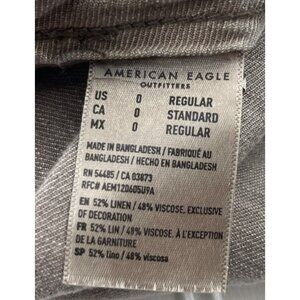 AMERICAN EAGLE
OUTFITTERS
US 0 REGULAR
CA 0 STANDARD
MX 0 REGULAR
MADE IN BANGLADESH / FABRIQUÉ AU
BANGLADESH / HECHO EN BANGLADESH
RN 54485 / CA 03873
RFC# AEM120605U9A
EN 52% LINEN / 48% VISCOSE, EXCLUSIVE
OF DECORATION
FR 52% LIN / 48% VISCOSE, À L'EXCEPTION
DE LA GARNITURE
SP 52% lino / 48% viscosa